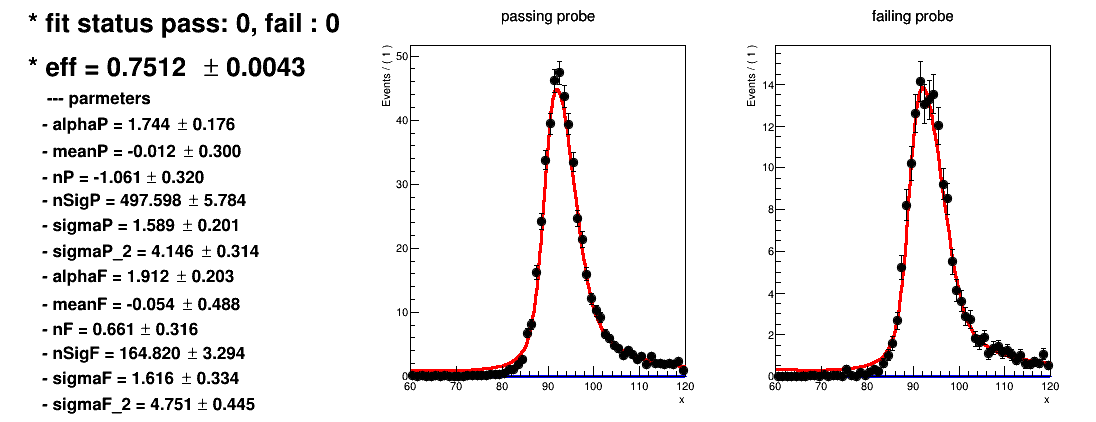 * fit status pass: 0, fail : 0
* eff = 0.7512 ± 0.0043
--- parmeters
- alphaP = 1.744 ± 0.176
- meanP = -0.012 ± 0.300
- nP = -1.061 ± 0.320
- nSigP = 497.598 ± 5.784
- sigmaP = 1.589 ± 0.201
- sigmaP_2 = 4.146 ± 0.314
- alphaF = 1.912 ± 0.203
- meanF = -0.054 ± 0.488
- nF = 0.661 ± 0.316
- nSigF = 164.820 ± 3.294
- sigmaF = 1.616 ± 0.334
- sigmaF_2 = 4.751 ± 0.445
passing probe
Events / ( 1 )
50
40
30
20
10
0
60 70 80 90 100 110 120
x
failing probe
Events / ( 1 )
14
12
10
8
6
4
2
0
60 70 80 90 100 110 120
x